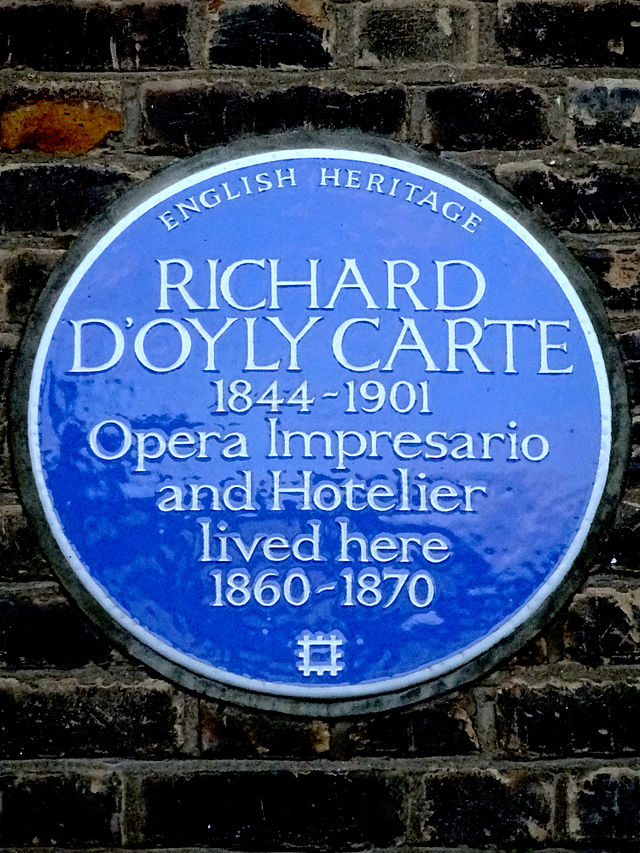 ENGLISH HERITAGE
RICHARD
D'OYLY CARTE
1844-1901
Opera Impresario
and Hotelier
lived here
1860-1870